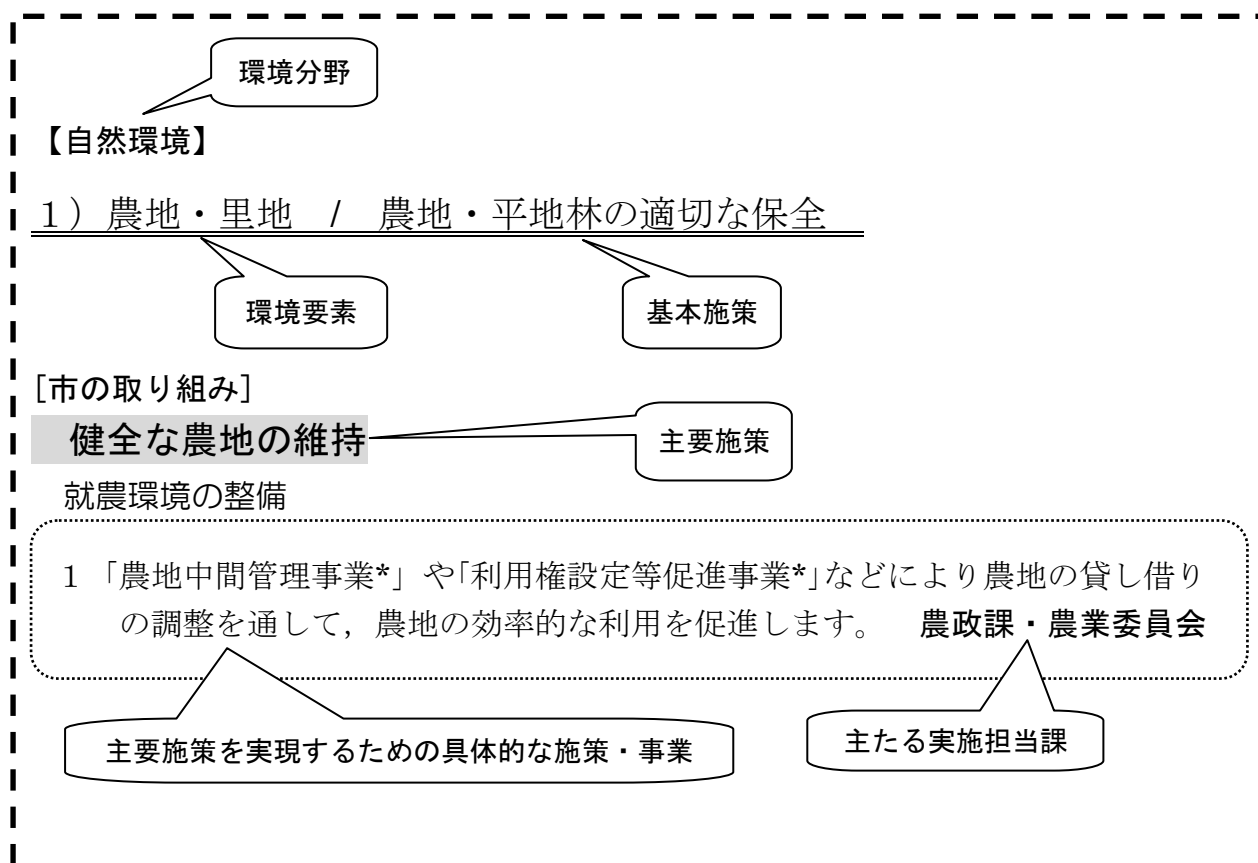 環境分野
【自然環境】
1）農地・里地　/　農地・平地林の適切な保全
環境要素
基本施策
［市の取り組み］
健全な農地の維持
主要施策
就農環境の整備
1 「農地中間管理事業*」や「利用権設定等促進事業*」などにより農地の貸し借り
の調整を通して，農地の効率的な利用を促進します。　農政課・農業委員会
主要施策を実現するための具体的な施策・事業
主たる実施担当課